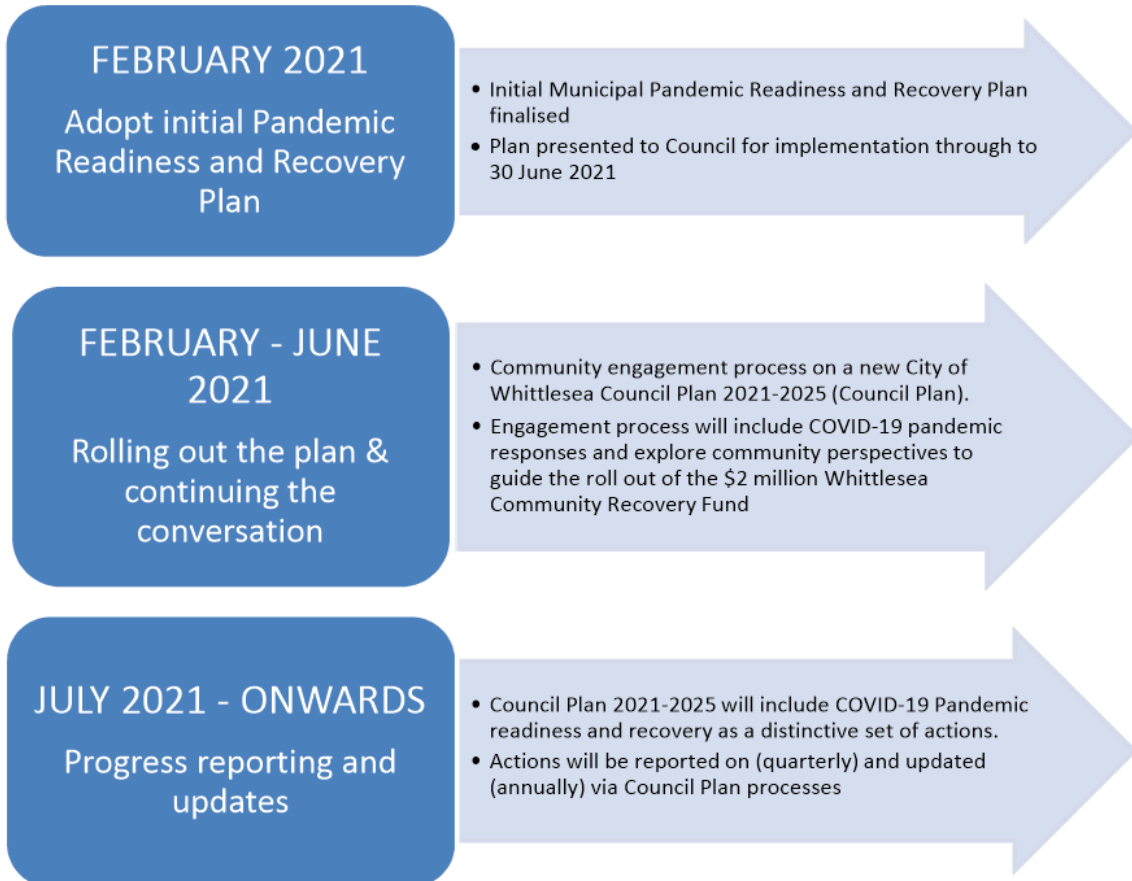 FEBRUARY 2021
Adopt initial Pandemic
Readiness and Recovery
Plan
• Initial Municipal Pandemic Readiness and Recovery Plan
finalised
• Plan presented to Council for implementation through to
30 June 2021
FEBRUARY - JUNE
2021
Rolling out the plan &
continuing the
conversation
• Community engagement process on a new City of
Whittlesea Council Plan 2021-2025 (Council Plan).
• Engagement process will include COVID-19 pandemic
responses and explore community perspectives to
guide the roll out of the $2 million Whittlesea
Community Recovery Fund
JULY 2021 - ONWARDS
Progress reporting and
updates
• Council Plan 2021-2025 will include COVID-19 Pandemic
readiness and recovery as a distinctive set of actions.
• Actions will be reported on (quarterly) and updated
(annually) via Council Plan processes